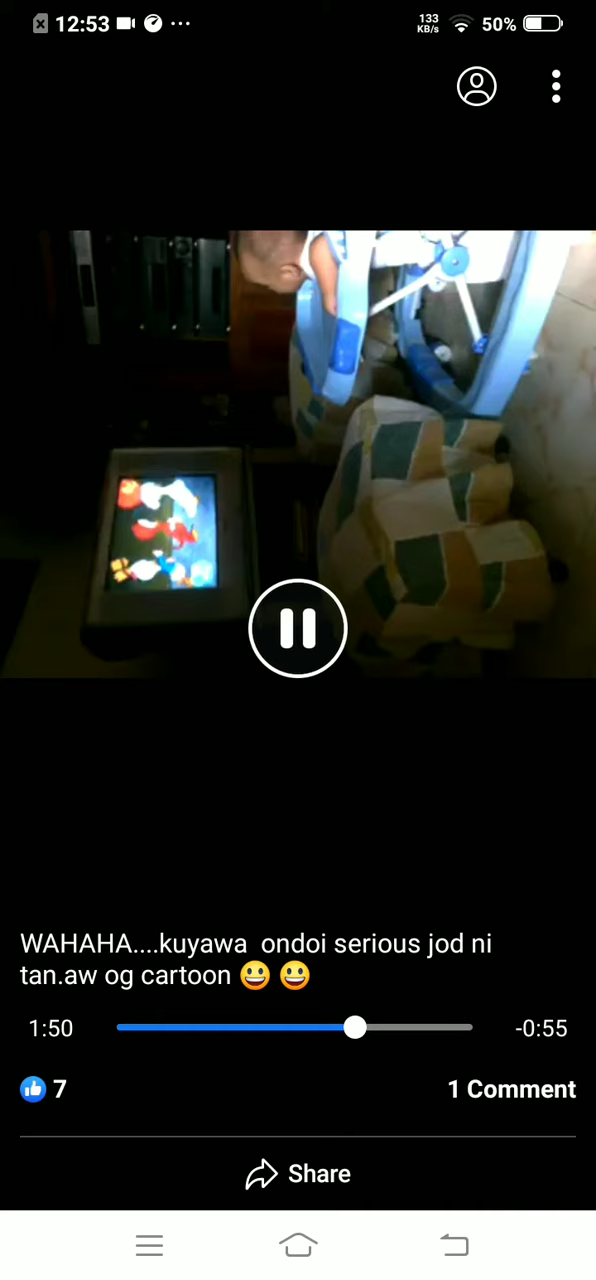 12:53
133
KB/s
50%
WAHAHA....kuyawa  ondoi serious jod ni
tan.aw og cartoon 😀 😀
1:50
-0:55
7
1 Comment
Share